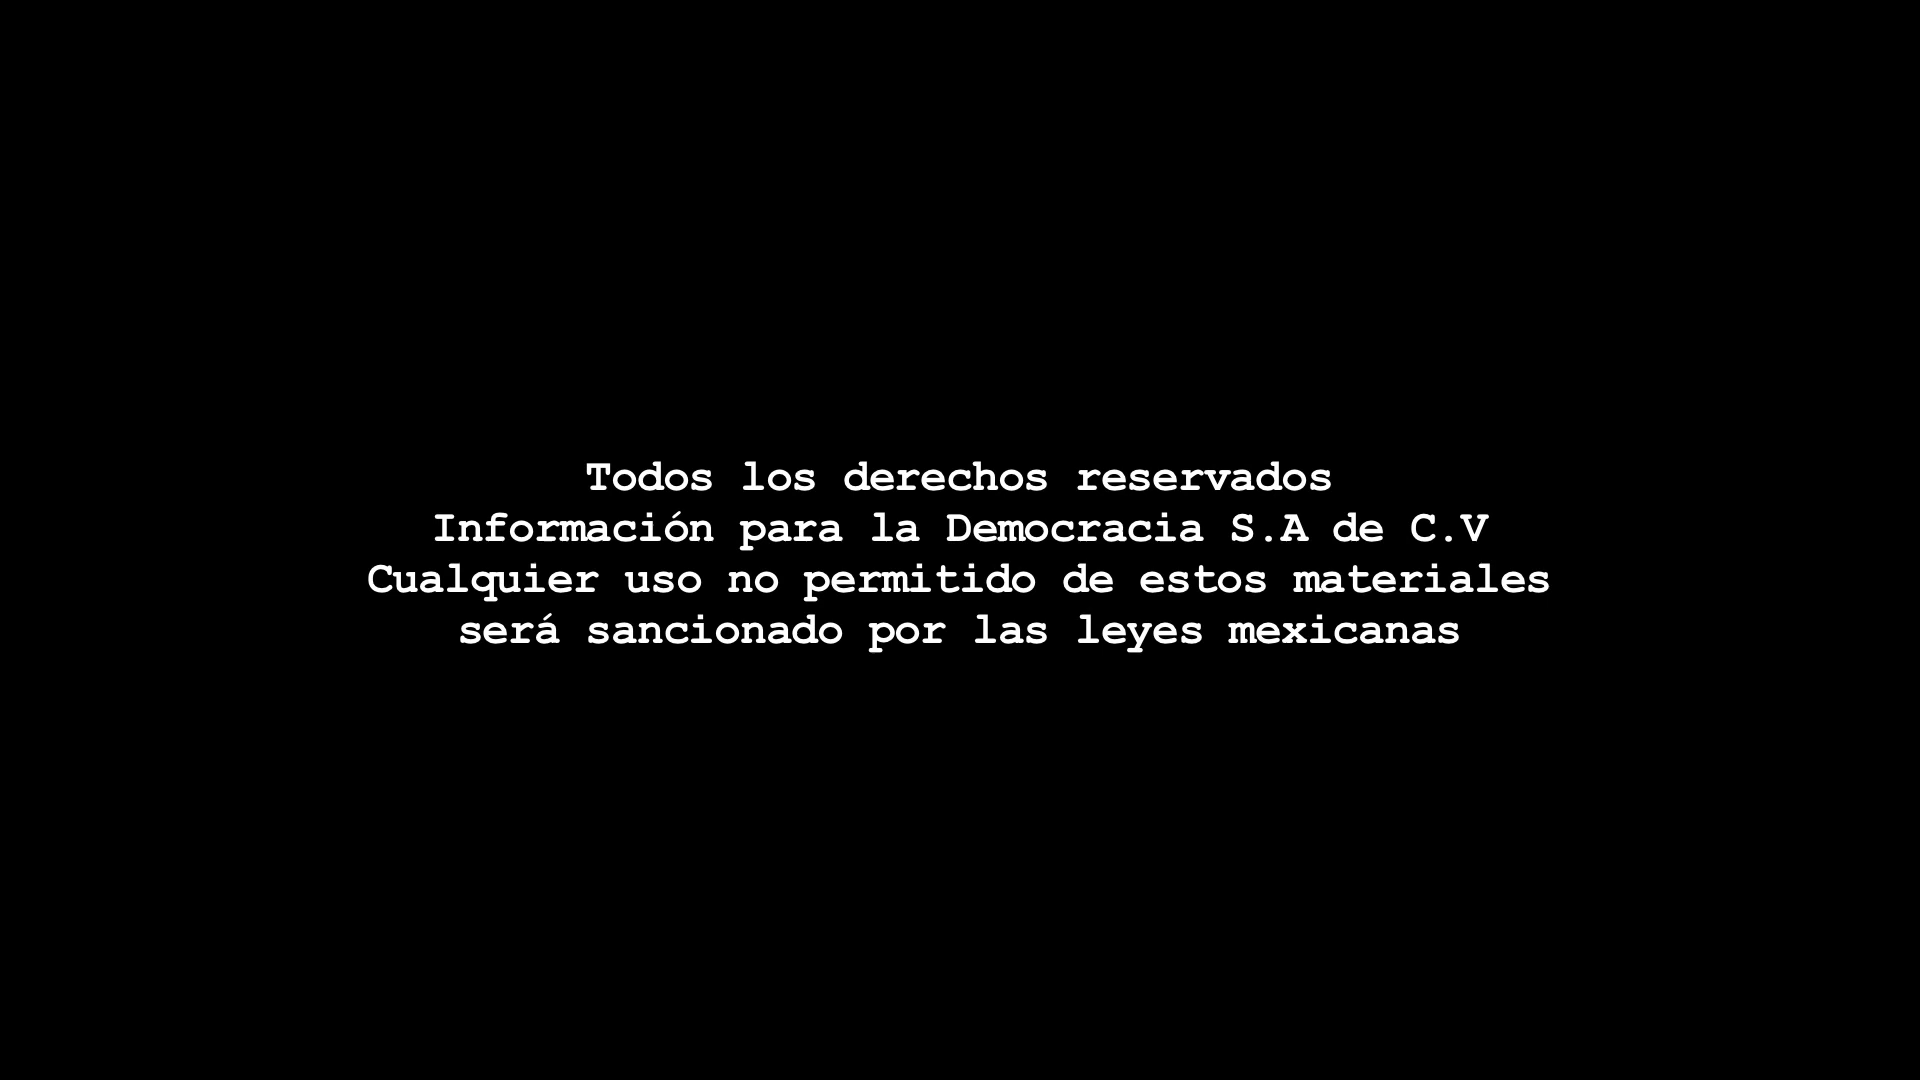 Todos los derechos reservados
Información para la Democracia S.A de C.V
Cualquier uso no permitido de estos materiales
será sancionado por las leyes mexicanas